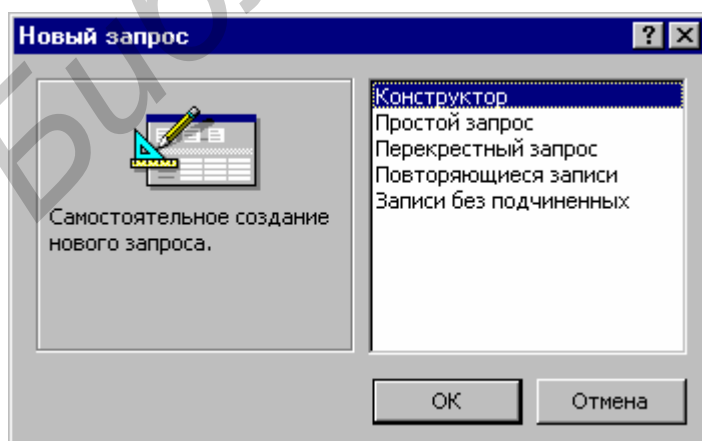 Новый запрос
Самостоятельное создание
нового запроса.
Конструктор
Простой запрос
Перекрестный запрос
Повторяющиеся записи
Записи без подчиненных
ОК
Отмена